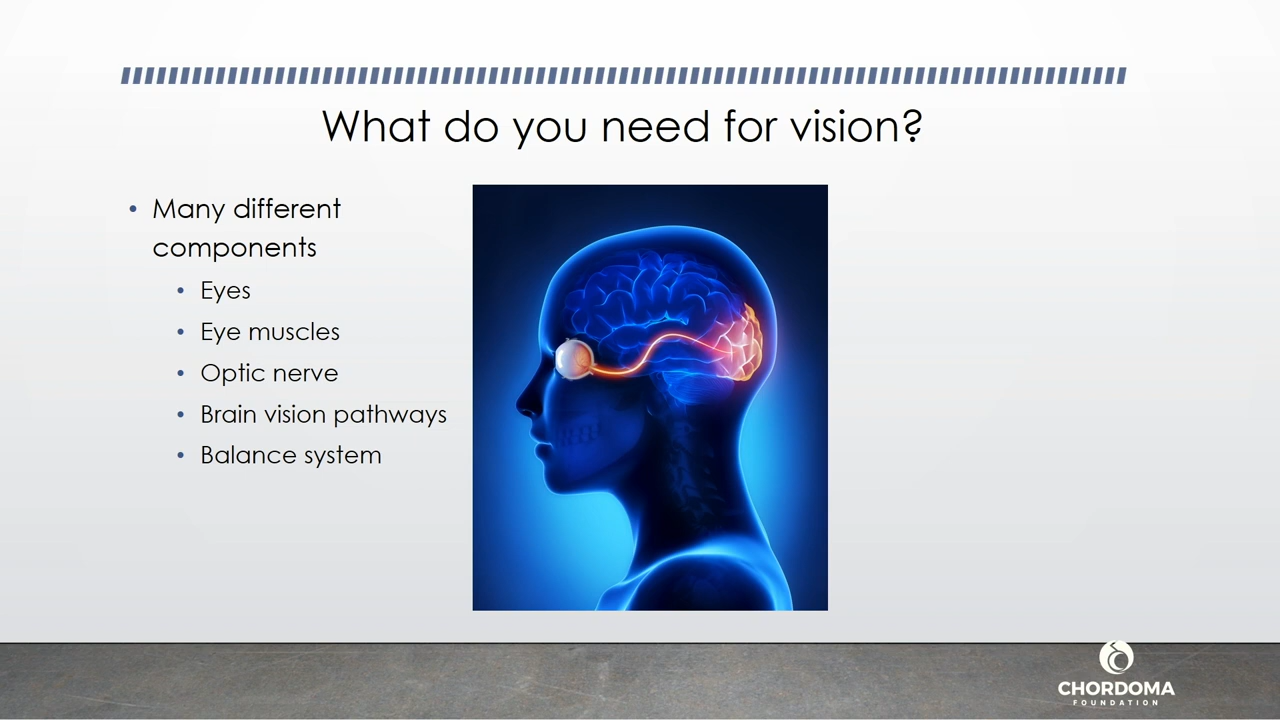 What do you need for vision?
• Many different
components
• Eyes
• Eye muscles
• Optic nerve
• Brain vision pathways
• Balance system
CHORDOMA
FOUNDATION